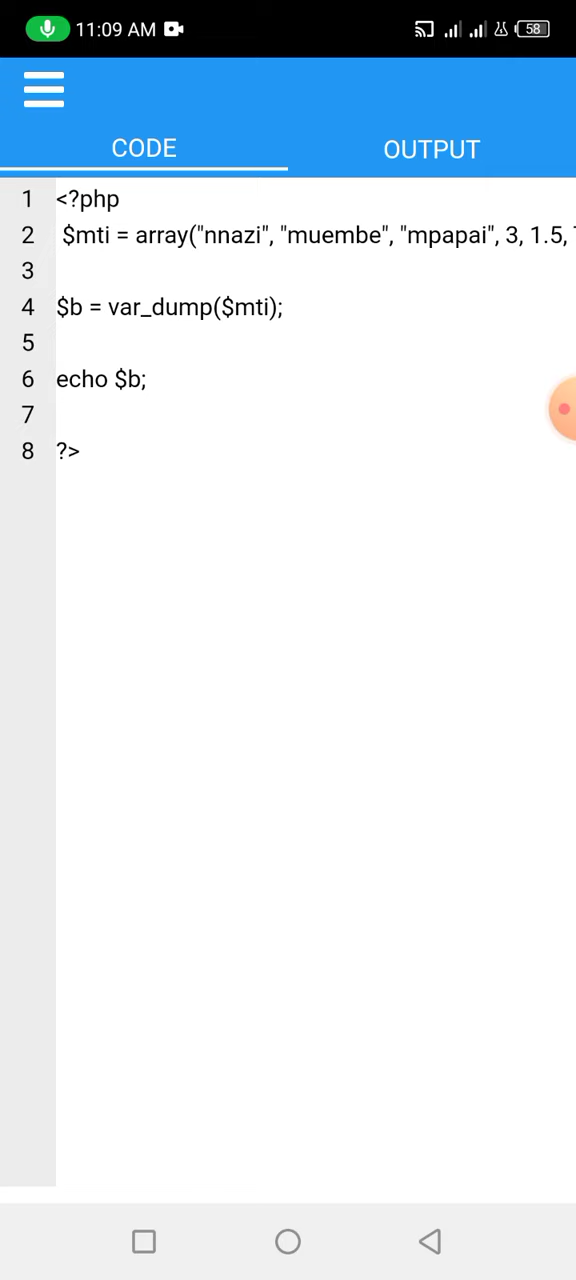 11:09 AM
58
CODE OUTPUT
1 <?php
2 $mti = array("nnazi", "muembe", "mpapai", 3, 1.5,
3
4 $b = var_dump($mti);
5
6 echo $b;
7
8 ?>